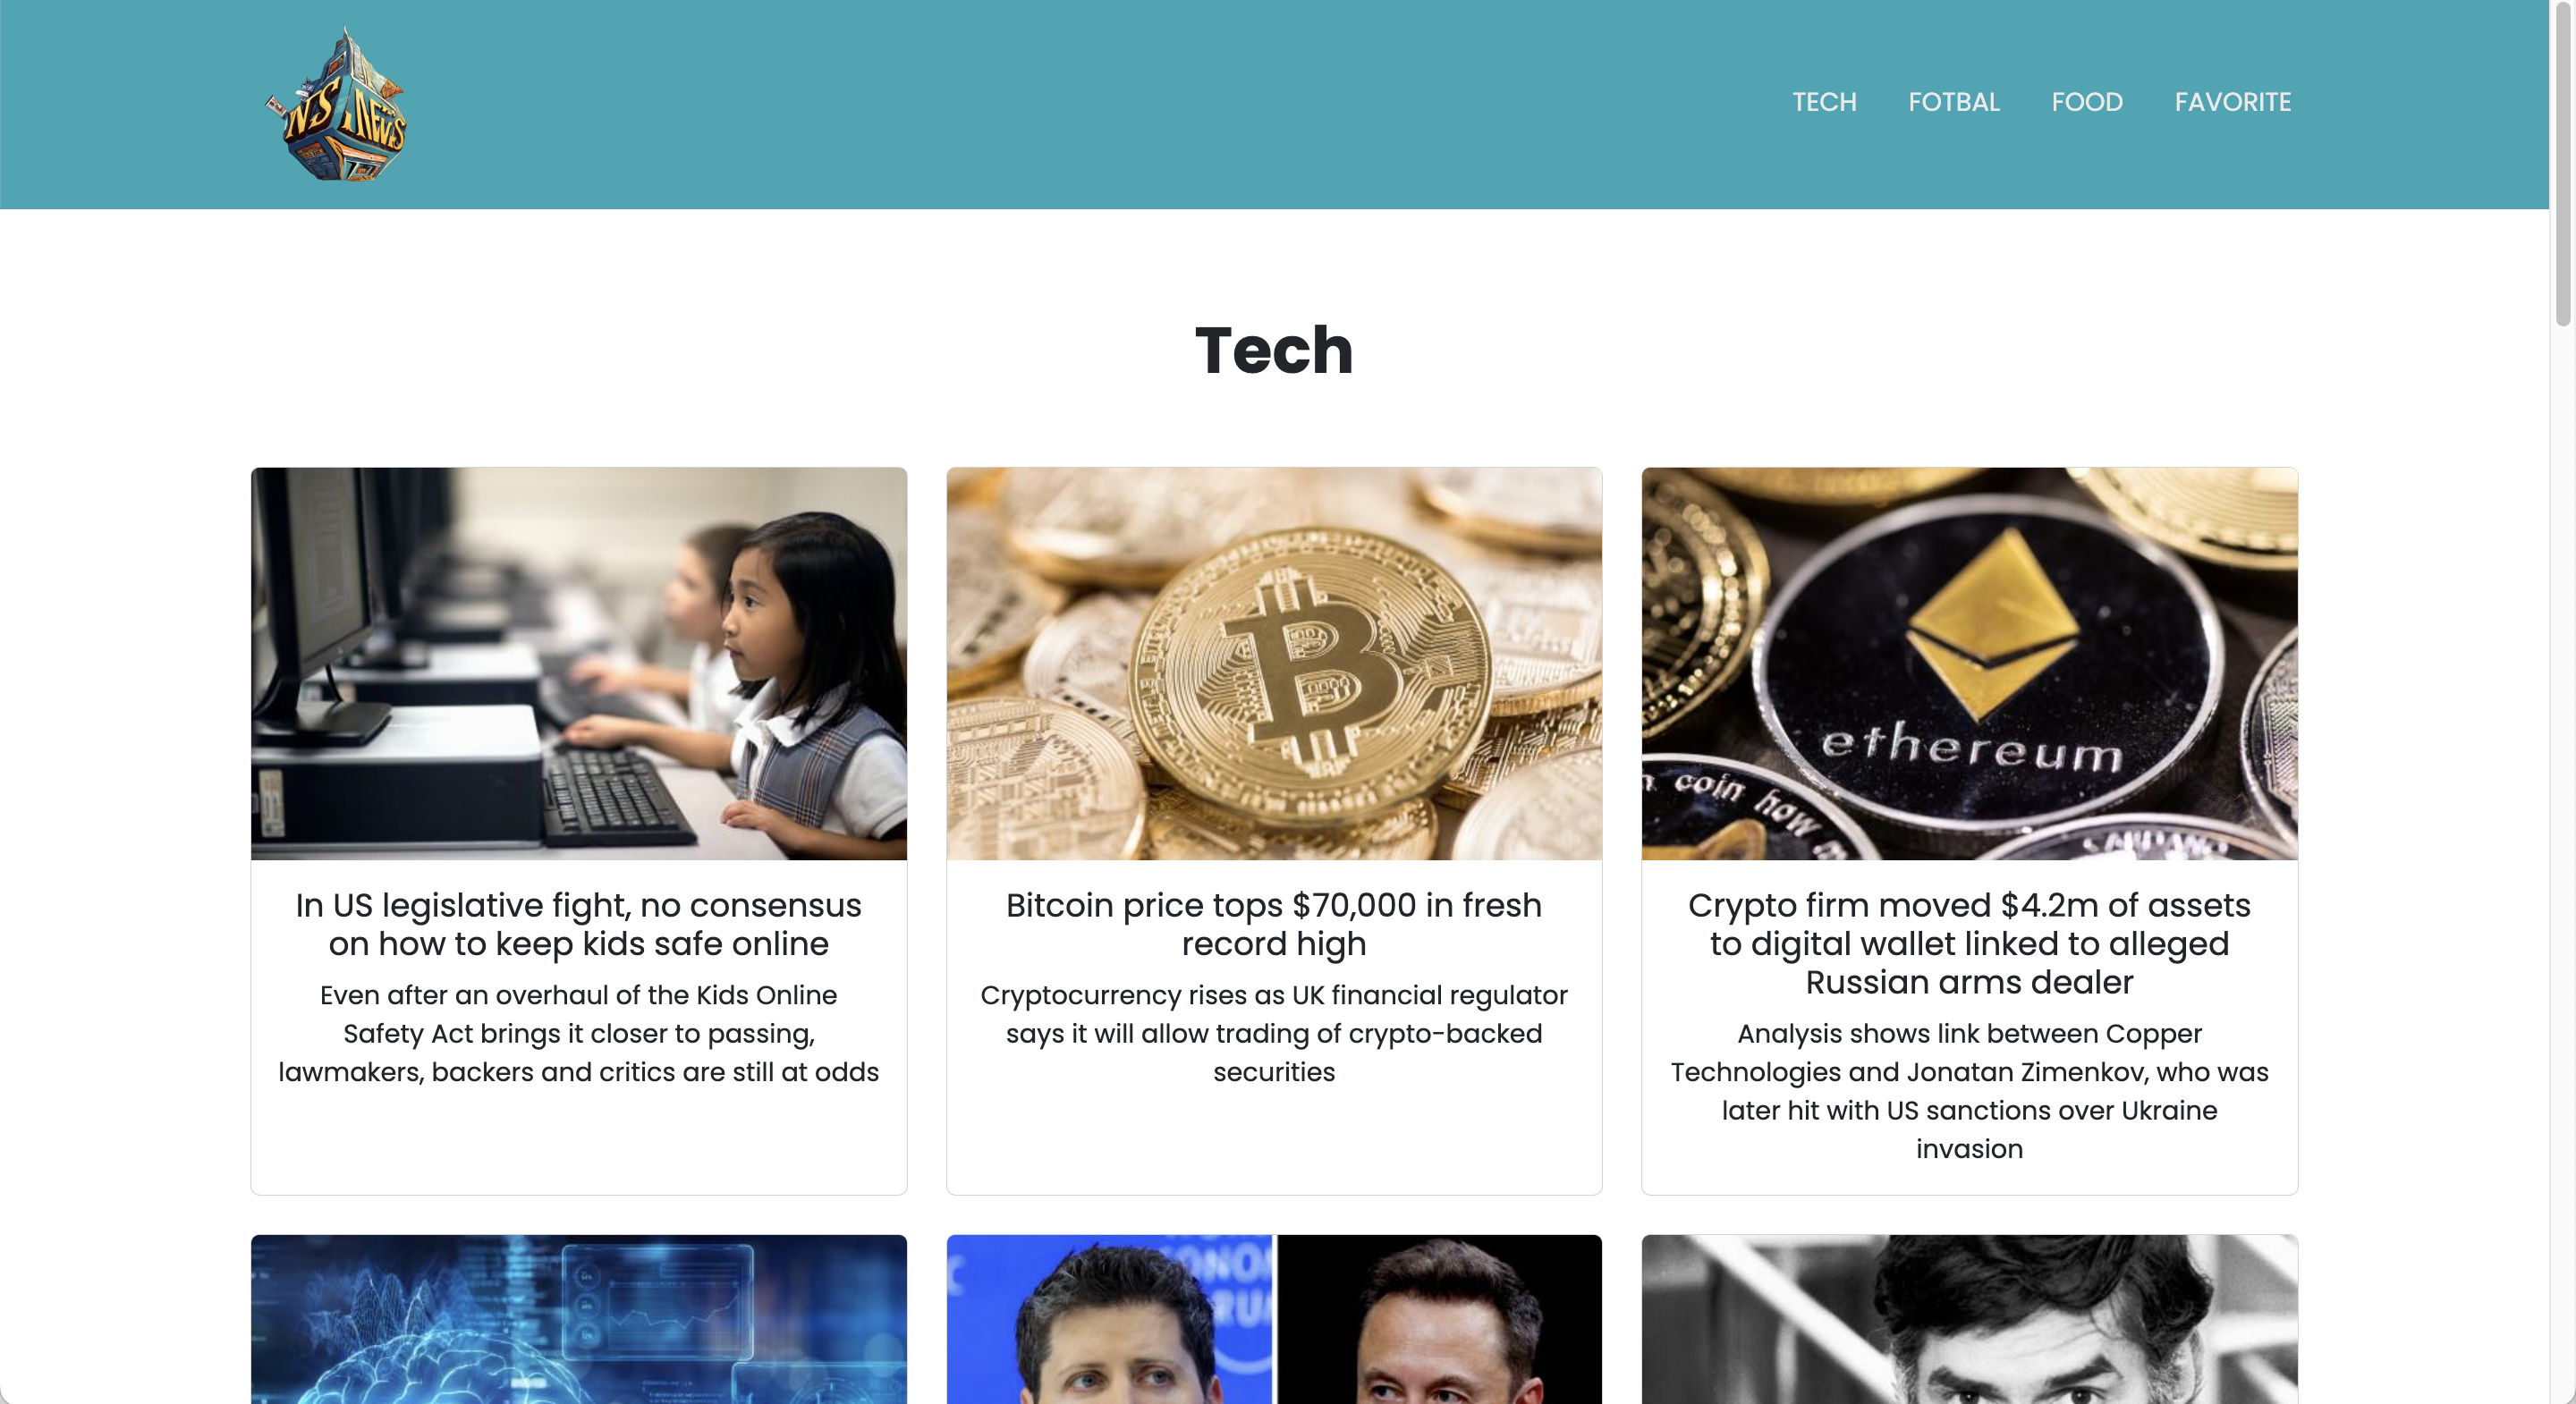 NS NEWS
TECH FOTBAL FOOD FAVORITE
Tech
ethereum
coin how
In US legislative fight, no consensus
on how to keep kids safe online
Even after an overhaul of the Kids Online
Safety Act brings it closer to passing,
lawmakers, backers and critics are still at odds
Bitcoin price tops $70,000 in fresh
record high
Cryptocurrency rises as UK financial regulator
says it will allow trading of crypto-backed
securities
Crypto firm moved $4.2m of assets
to digital wallet linked to alleged
Russian arms dealer
Analysis shows link between Copper
Technologies and Jonatan Zimenkov, who was
later hit with US sanctions over Ukraine
invasion